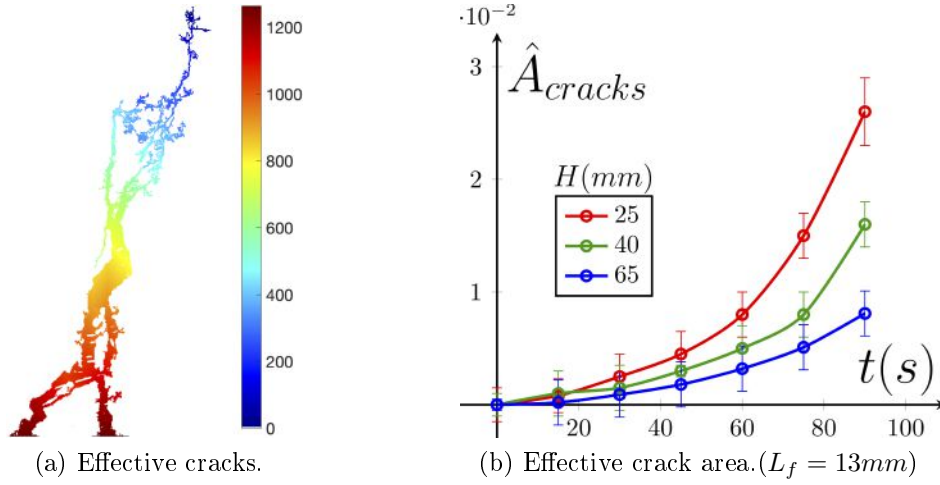 1200
1000
800
600
400
200
0
(a) Effective cracks.
·10⁻²
3
Â_cracks
2
H(mm)
25
40
65
1
t(s)
20 40 60 80 100
(b) Effective crack area.(L_f = 13mm)